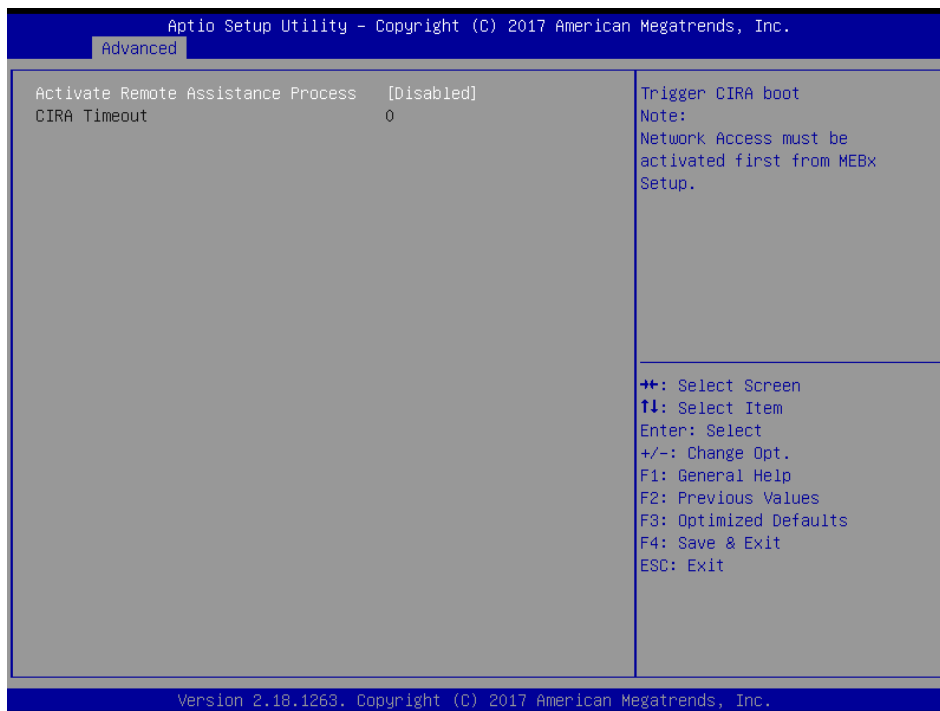 Aptio Setup Utility – Copyright (C) 2017 American Megatrends, Inc.
Advanced
Activate Remote Assistance Process [Disabled]
CIRA Timeout 0
Trigger CIRA boot
Note:
Network Access must be
activated first from MEBx
Setup.
→←: Select Screen
↑↓: Select Item
Enter: Select
+/-: Change Opt.
F1: General Help
F2: Previous Values
F3: Optimized Defaults
F4: Save & Exit
ESC: Exit
Version 2.18.1263. Copyright (C) 2017 American Megatrends, Inc.